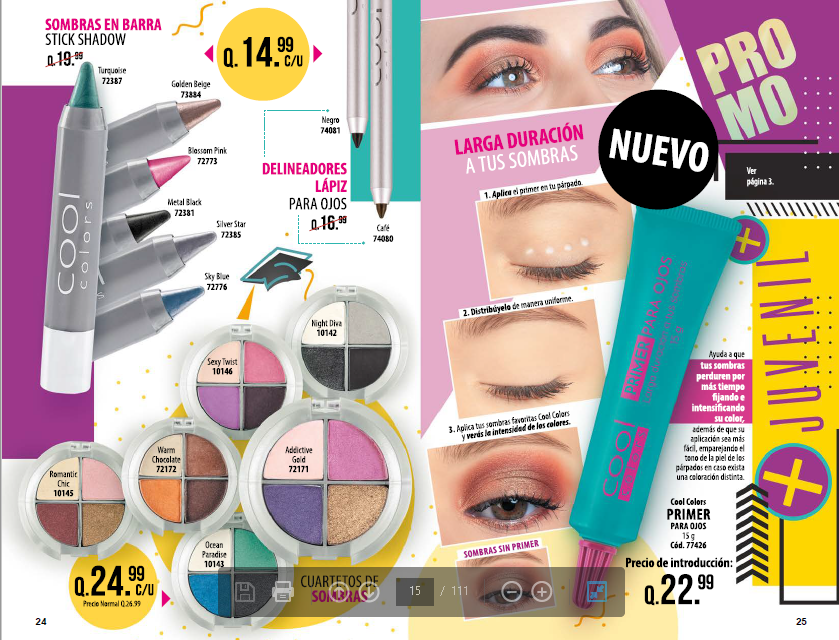 SOMBRAS EN BARRA
STICK SHADOW
Q.19.99
Q.14.99
C/U
Turquoise
72387
Golden Beige
73884
Blossom Pink
72773
Metal Black
72381
Silver Star
72385
Sky Blue
72776
cool
colors
Negro
74081
DELINEADORES
LÁPIZ
PARA OJOS
Q.16.99
Café
74080
Night Diva
10142
Sexy Twist
10146
Addictive
Gold
72171
Warm
Chocolate
72172
Romantic
Chic
10145
Ocean
Paradise
10143
Q.24.99
C/U
Precio Normal Q.26.99
CUARTETOS DE
SOMBRAS
24
LARGA DURACIÓN
A TUS SOMBRAS
NUEVO
PRO
MO
Ver
página 3.
1. Aplica el primer en tu párpado.
2. Distribúyelo de manera uniforme.
3. Aplica tus sombras favoritas Cool Colors
y verás la intensidad de los colores.
SOMBRAS SIN PRIMER
cool
PRIMER PARA OJOS
15 g
JUVENIL
Ayuda a que
tus sombras
perduren por
más tiempo
fijando e
intensificando
su color,
además de que su
aplicación sea más
fácil, emparejando el
tono de la piel de los
párpados en caso exista
una coloración distinta.
Cool Colors
PRIMER
PARA OJOS
15 g
Cód. 77426
Precio de introducción:
Q.22.99
25
15 / 111